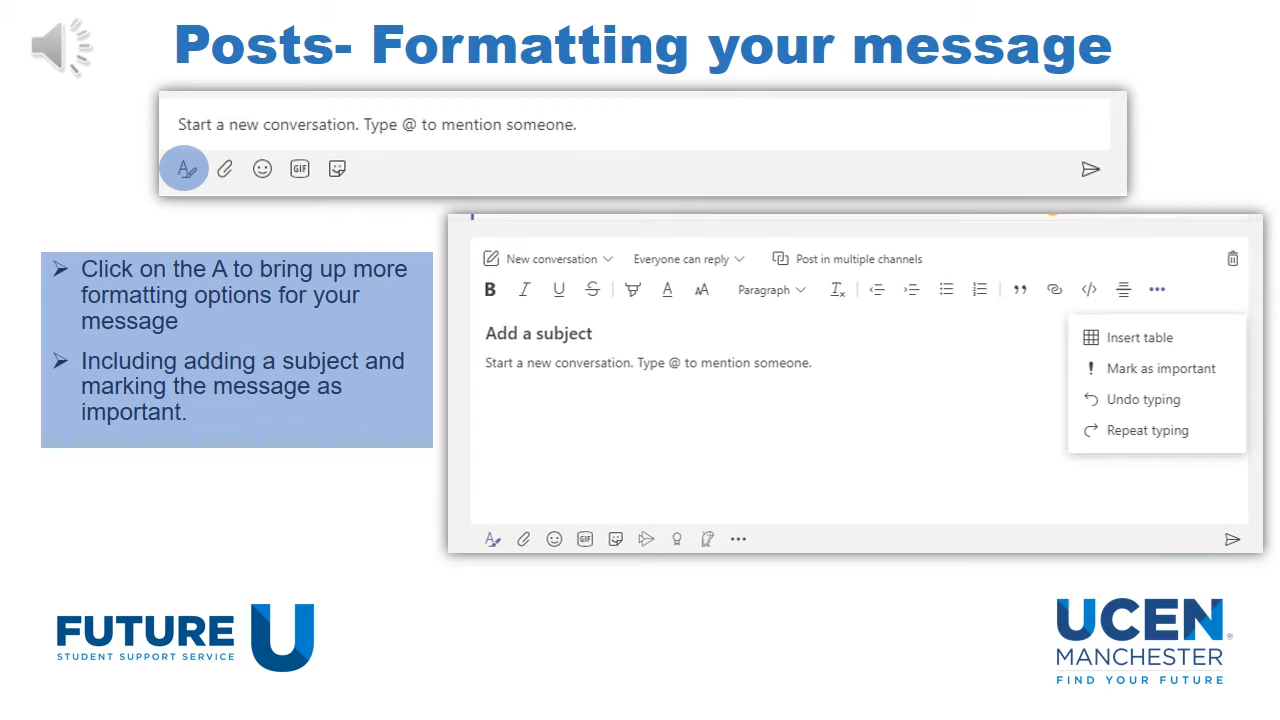 Posts- Formatting your message
Start a new conversation. Type @ to mention someone.
GIF
Click on the A to bring up more
formatting options for your
message
Including adding a subject and
marking the message as
important.
New conversation
Everyone can reply
Post in multiple channels
B I U S A AA Paragraph
Add a subject
Start a new conversation. Type @ to mention someone.
Insert table
Mark as important
Undo typing
Repeat typing
GIF
FUTURE U
STUDENT SUPPORT SERVICE
UCEN
MANCHESTER
FIND YOUR FUTURE